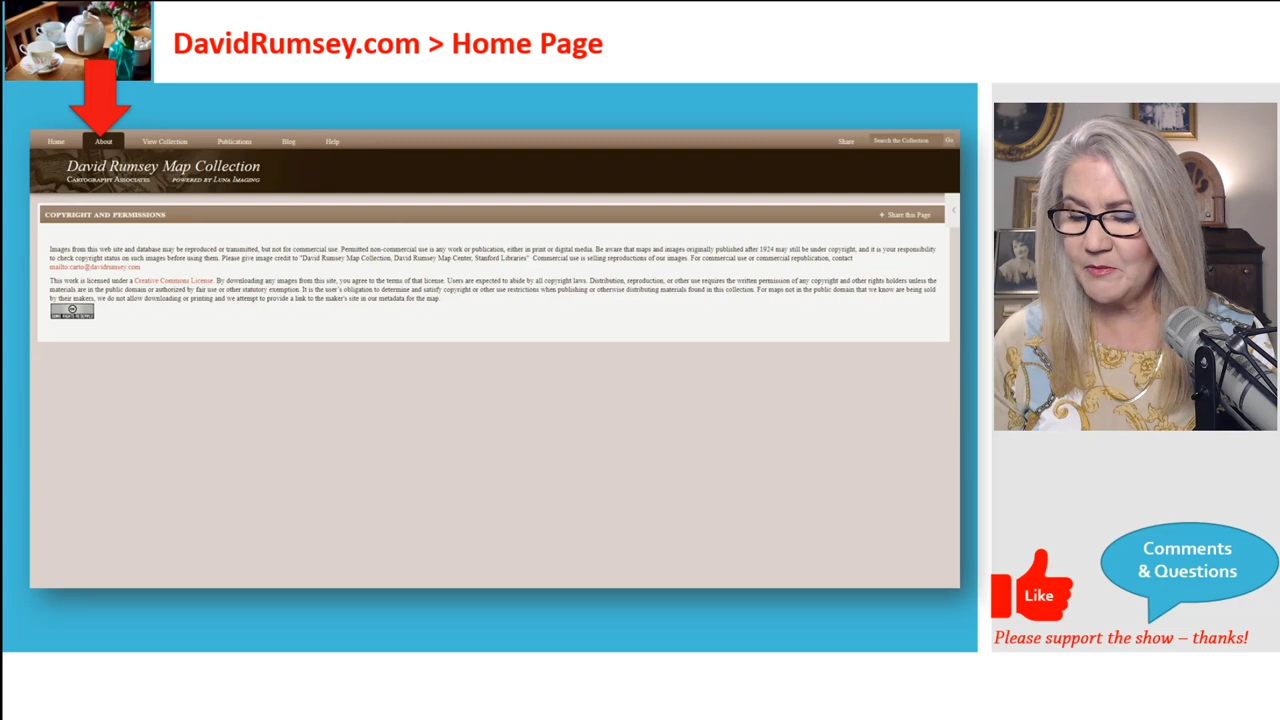 DavidRumsey.com > Home Page
Home About View Collection Publications Blog Help Share Search the Collection Go
David Rumsey Map Collection
CARTOGRAPHY ASSOCIATES POWERED BY LUNA IMAGING
COPYRIGHT AND PERMISSIONS + Share this Page
Images from this web site and database may be reproduced or transmitted, but not for commercial use. Permitted non-commercial use is any work or publication, either in print or digital media. Be aware that maps and images originally published after 1924 may still be under copyright, and it is your responsibility
to check copyright status on such images before using them. Please give image credit to "David Rumsey Map Collection, David Rumsey Map Center, Stanford Libraries" Commercial use is selling reproductions of our images. For commercial use or commercial republication, contact
mailto:carto@davidrumsey.com
This work is licensed under a Creative Commons License. By downloading any images from this site, you agree to the terms of that license. Users are expected to abide by all copyright laws. Distribution, reproduction, or other use requires the written permission of any copyright and other rights holders unless the
materials are in the public domain or authorized by fair use or other statutory exemption. It is the user's obligation to determine and satisfy copyright or other use restrictions when publishing or otherwise distributing materials found in this collection. For maps not in the public domain that we know are being sold
by their makers, we do not allow downloading or printing and we attempt to provide a link to the maker's site in our metadata for the map.
SOME RIGHTS RESERVED
Comments
& Questions
Like
Please support the show – thanks!